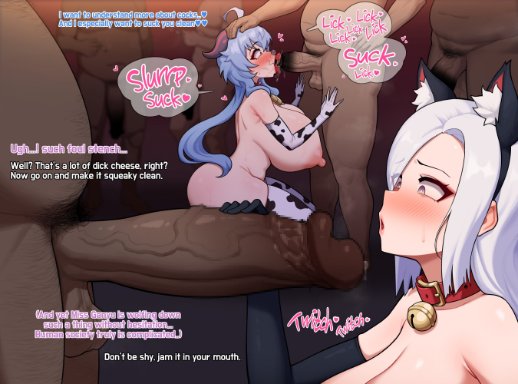 I want to understand more about cocks..♥
And I especially want to suck you clean♥♥
Lick. Lick.
Lick. Lick
Lick. Lick
Suck.
Lick
Slurrp.
Suck
Ugh...! such foul stench...
Well? That's a lot of dick cheese, right?
Now go on and make it squeaky clean.
(And yet Miss Ganyu is wolfing down
such a thing without hesitation...
Human society truly is complicated..)
Twitch
Twitch
Don't be shy, jam it in your mouth.